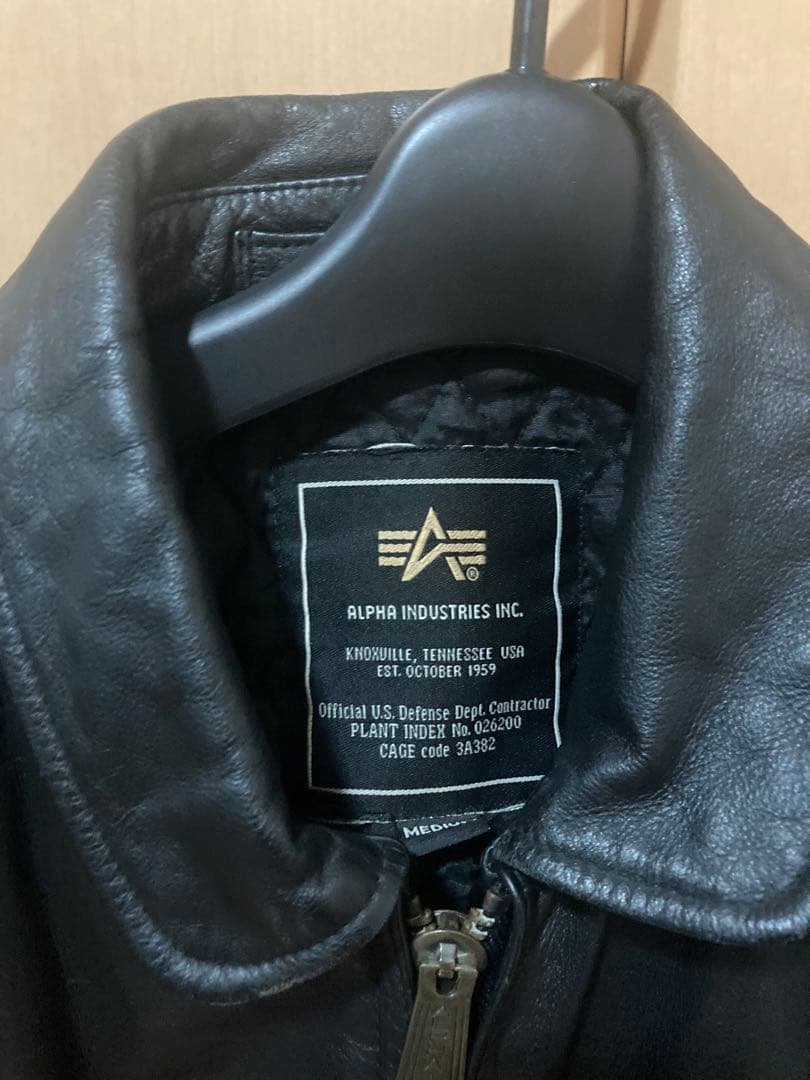 ®
ALPHA INDUSTRIES INC.
KNOXVILLE, TENNESSEE USA
EST. OCTOBER 1959
Official U.S. Defense Dept. Contractor
PLANT INDEX No. 026200
CAGE code 3A382